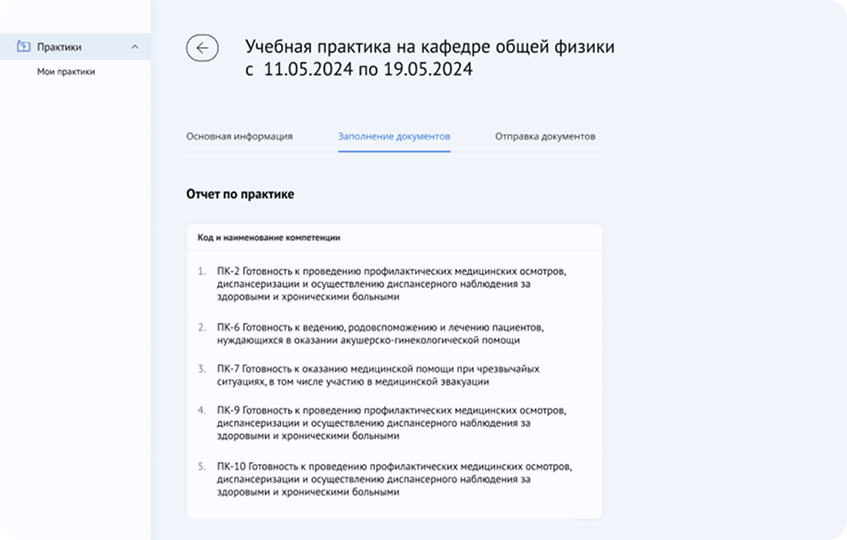 Практики
Мои практики
Учебная практика на кафедре общей физики
с 11.05.2024 по 19.05.2024
Основная информация
Заполнение документов
Отправка документов
Отчет по практике
Код и наименование компетенции
1. ПК-2 Готовность к проведению профилактических медицинских осмотров,
диспансеризации и осуществлению диспансерного наблюдения за
здоровыми и хроническими больными
2. ПК-6 Готовность к ведению, родовспоможению и лечению пациентов,
нуждающихся в оказании акушерско-гинекологической помощи
3. ПК-7 Готовность к оказанию медицинской помощи при чрезвычайых
ситуациях, в том числе участию в медицинской эвакуации
4. ПК-9 Готовность к проведению профилактических медицинских осмотров,
диспансеризации и осуществлению диспансерного наблюдения за
здоровыми и хроническими больными
5. ПК-10 Готовность к проведению профилактических медицинских осмотров,
диспансеризации и осуществлению диспансерного наблюдения за
здоровыми и хроническими больными